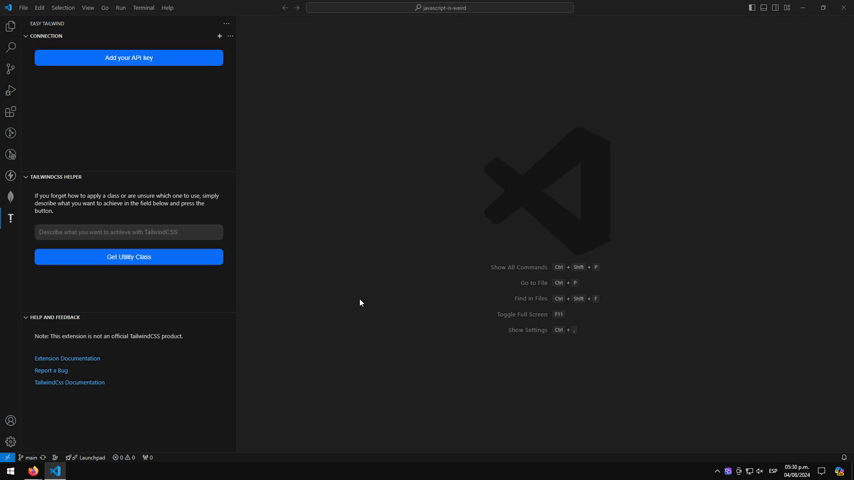 File Edit Selection View Go Run Terminal Help
javascript-is-weird
EASY TAILWIND
CONNECTION
Add your API key
TAILWINDCSS HELPER
If you forget how to apply a class or are unsure which one to use, simply
describe what you want to achieve in the field below and press the
button.
Describe what you want to achieve with TailwindCSS
Get Utility Class
HELP AND FEEDBACK
Note: This extension is not an official TailwindCSS product.
Extension Documentation
Report a Bug
TailwindCss Documentation
Show All Commands Ctrl + Shift + P
Go to File Ctrl + P
Find in Files Ctrl + Shift + F
Toggle Full Screen F11
Show Settings Ctrl + ,
main Launchpad 0 0 0
ESP
05:30 p.m.
04/08/2024